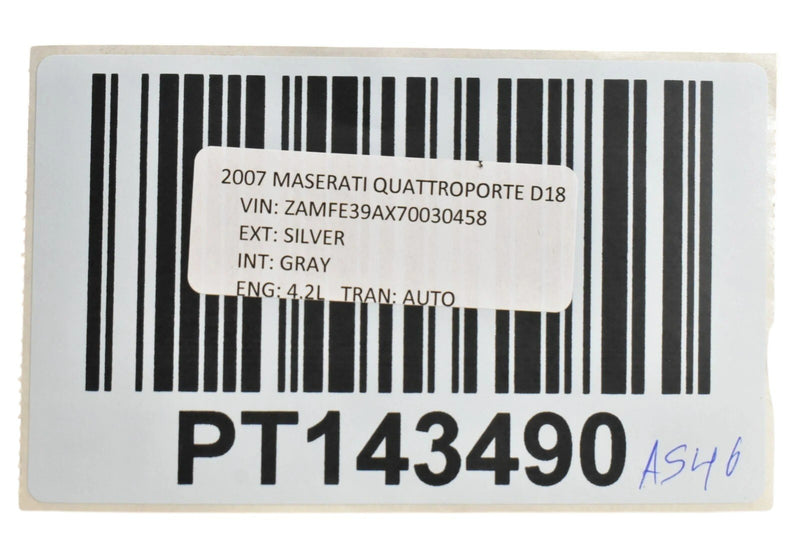 2007 MASERATI QUATTROPORTE D18
VIN: ZAMFE39AX70030458
EXT: SILVER
INT: GRAY
ENG: 4.2L TRAN: AUTO
PT143490
AS46